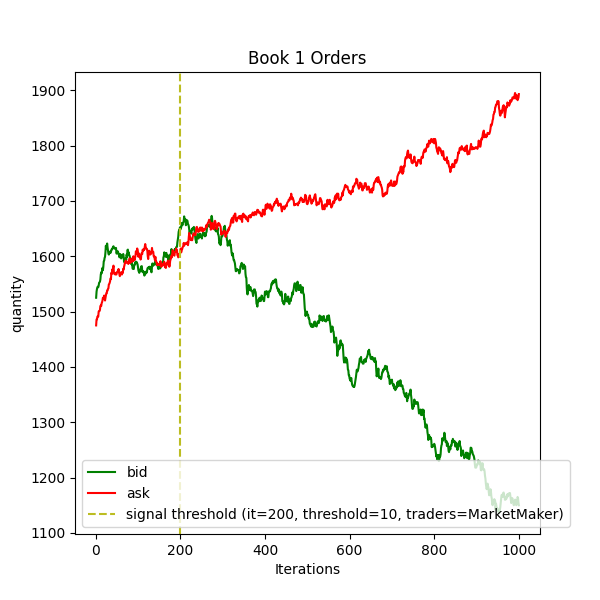 Book 1 Orders
1900
1800
1700
1600
1500
1400
1300
1200
1100
quantity
bid
ask
signal threshold (it=200, threshold=10, traders=MarketMaker)
0 200 400 600 800 1000
Iterations